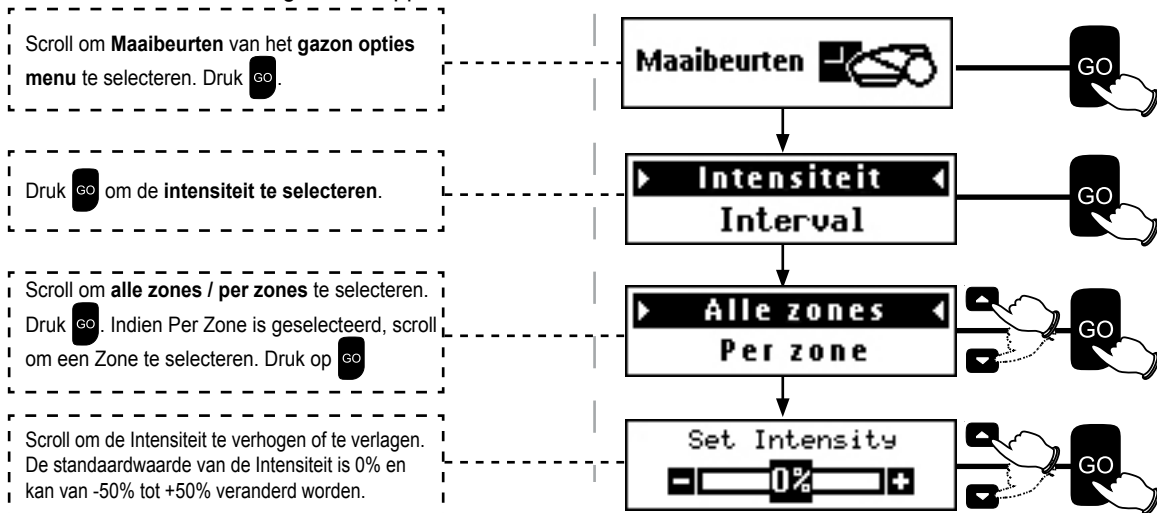 Scroll om Maaibeurten van het gazon opties
menu te selecteren. Druk GO.
Maaibeurten
GO
Druk GO om de intensiteit te selecteren.
Intensiteit
Interval
GO
Scroll om alle zones / per zones te selecteren.
Druk GO. Indien Per Zone is geselecteerd, scroll
om een Zone te selecteren. Druk op GO
Alle zones
Per zone
GO
Scroll om de Intensiteit te verhogen of te verlagen.
De standaardwaarde van de Intensiteit is 0% en
kan van -50% tot +50% veranderd worden.
Set Intensity
- 0% +
GO